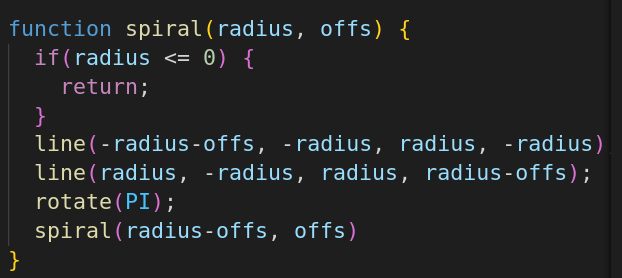 function spiral(radius, offs) {
if(radius <= 0) {
return;
}
line(-radius-offs, -radius, radius, -radius)
line(radius, -radius, radius, radius-offs);
rotate(PI);
spiral(radius-offs, offs)
}